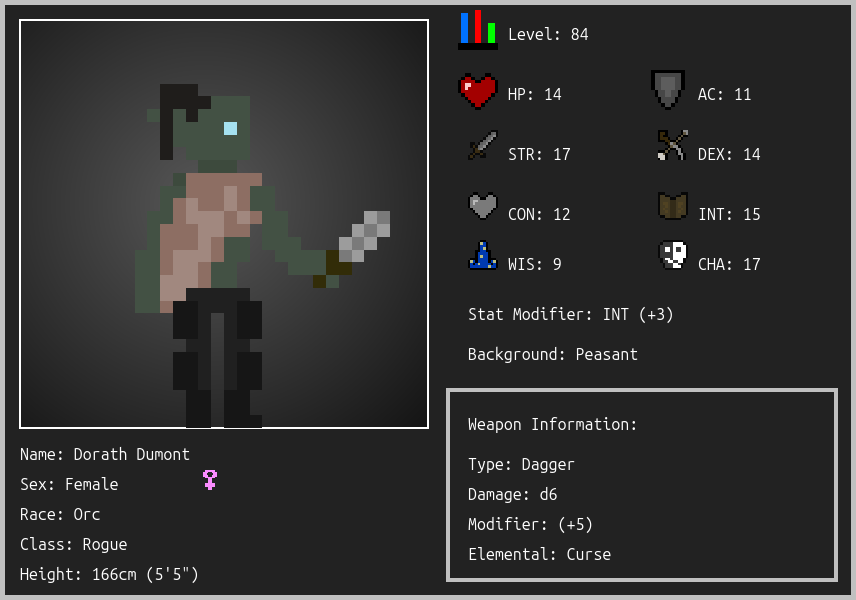 Level: 84
HP: 14
AC: 11
STR: 17
DEX: 14
CON: 12
INT: 15
WIS: 9
CHA: 17
Stat Modifier: INT (+3)
Background: Peasant
Weapon Information:
Type: Dagger
Damage: d6
Modifier: (+5)
Elemental: Curse
Name: Dorath Dumont
Sex: Female
Race: Orc
Class: Rogue
Height: 166cm (5'5")